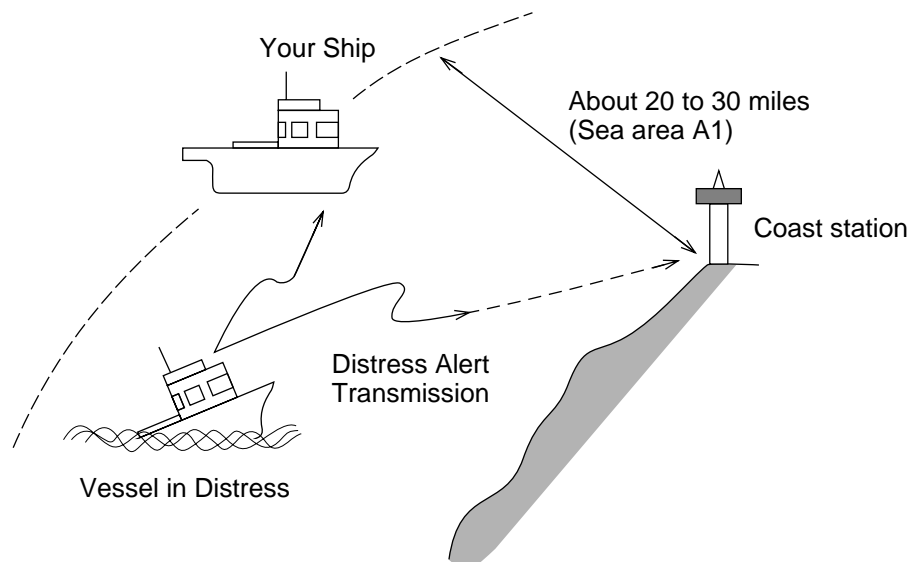 Your Ship
About 20 to 30 miles
(Sea area A1)
Coast station
Distress Alert
Transmission
Vessel in Distress